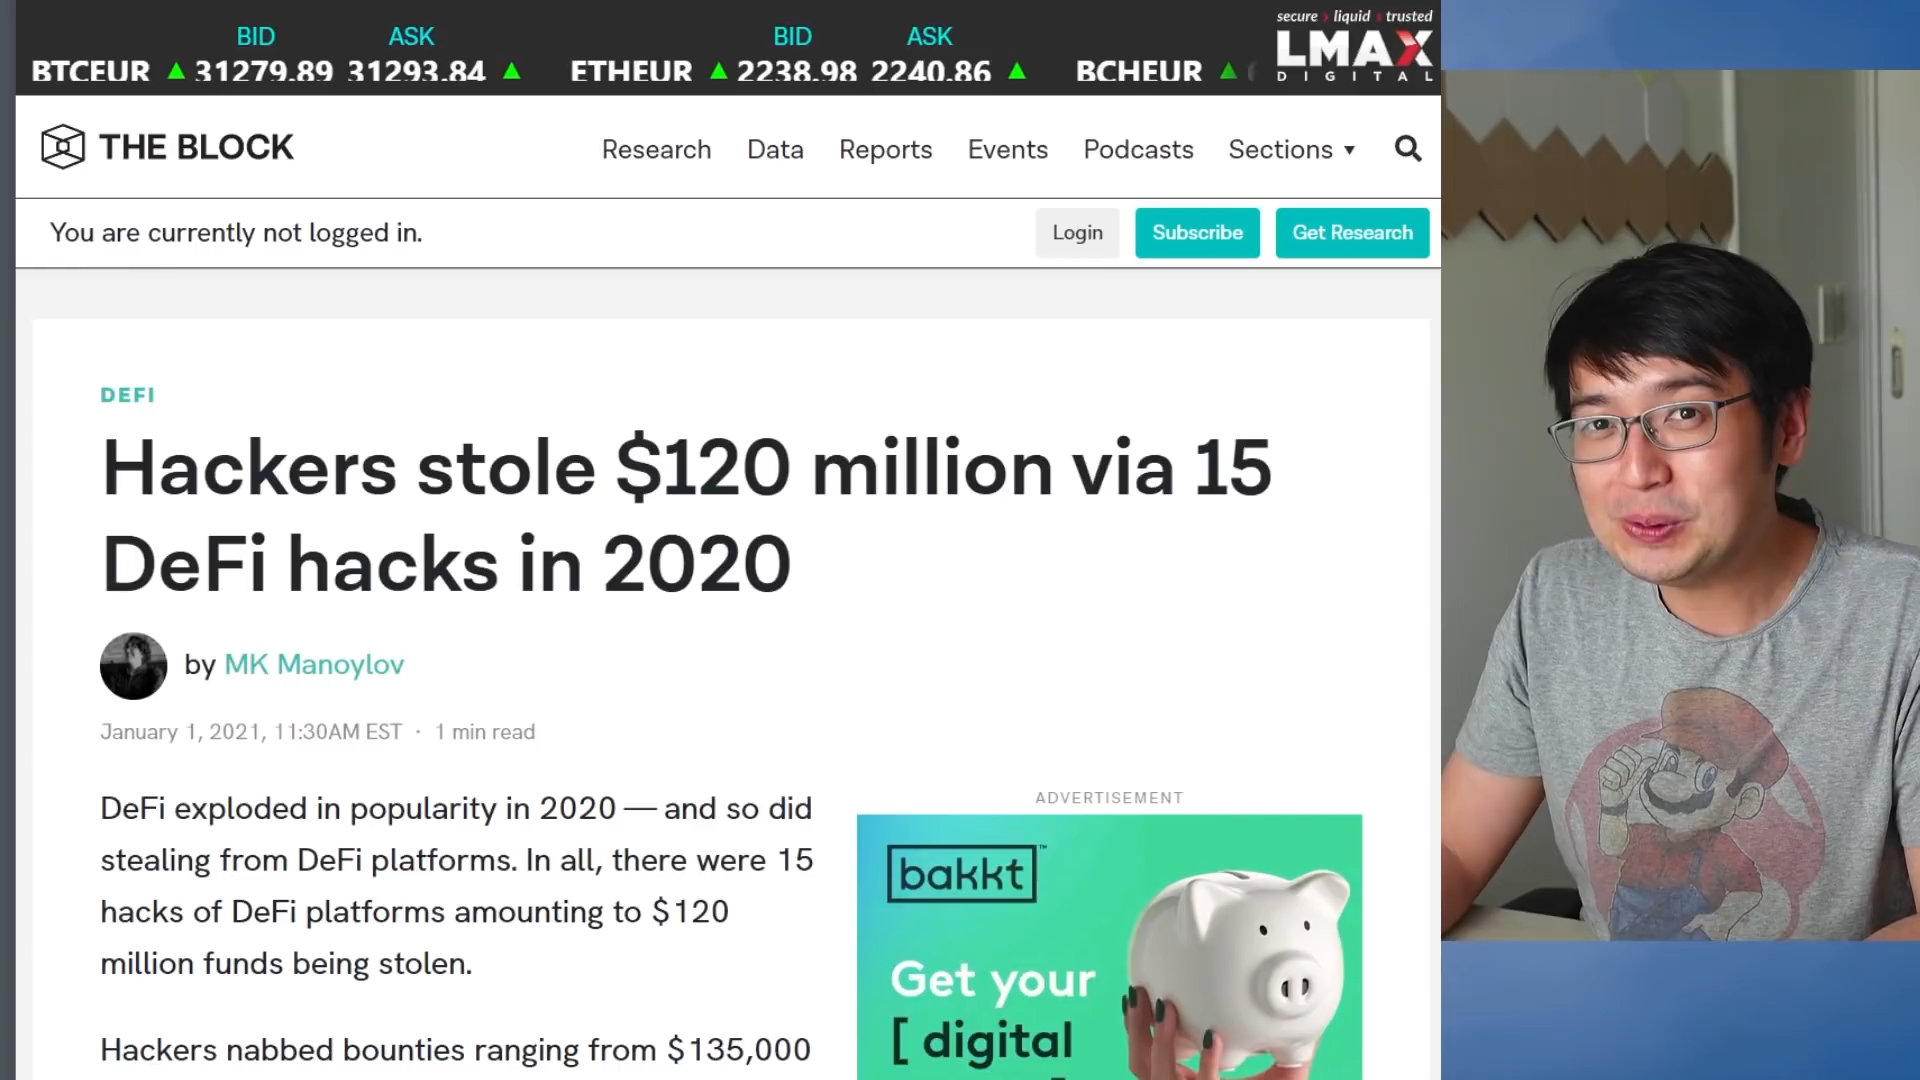 BID ASK BID ASK
BTCEUR ▲ 31279.89 31293.84 ▲ ETHEUR ▲ 2238.98 2240.86 ▲ BCHEUR ▲
secure › liquid › trusted
LMAX
DIGITAL
THE BLOCK
Research Data Reports Events Podcasts Sections ▼
You are currently not logged in.
Login Subscribe Get Research
DEFI
Hackers stole $120 million via 15
DeFi hacks in 2020
by MK Manoylov
January 1, 2021, 11:30AM EST · 1 min read
DeFi exploded in popularity in 2020 — and so did
stealing from DeFi platforms. In all, there were 15
hacks of DeFi platforms amounting to $120
million funds being stolen.
Hackers nabbed bounties ranging from $135,000
ADVERTISEMENT
bakkt™
Get your
[ digital